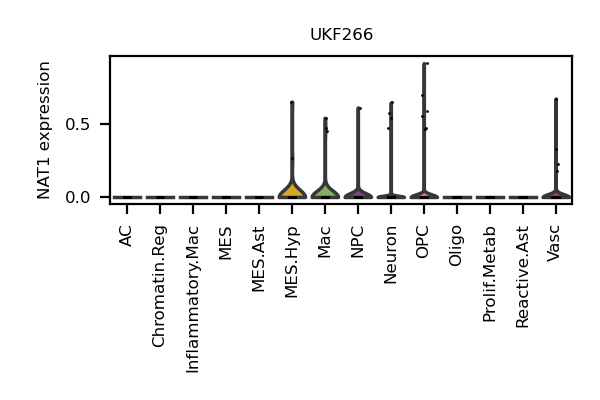 UKF266
NAT1 expression
0.5
0.0
AC
Chromatin.Reg
Inflammatory.Mac
MES
MES.Ast
MES.Hyp
Mac
NPC
Neuron
OPC
Oligo
Prolif.Metab
Reactive.Ast
Vasc